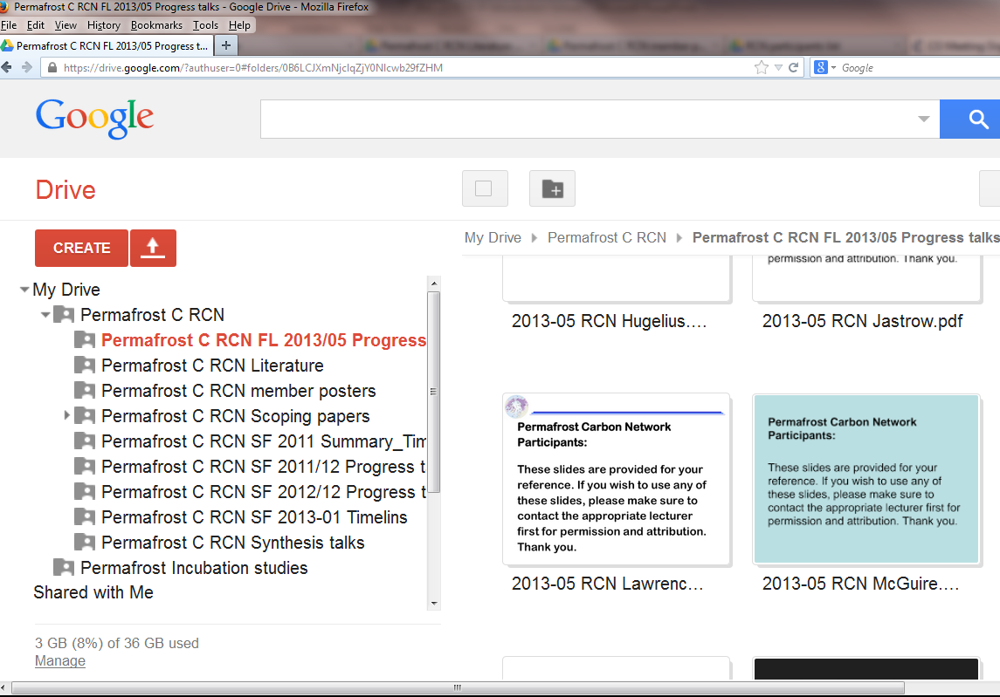 Permafrost C RCN FL 2013/05 Progress talks - Google Drive - Mozilla Firefox
File Edit View History Bookmarks Tools Help
Permafrost C RCN FL 2013/05 Progress t... +
https://drive.google.com/?authuser=0#folders/0B6LCJXmNjcIqZjY0NIcwb29fZHM
8 Google
Google
Drive
CREATE
My Drive Permafrost C RCN Permafrost C RCN FL 2013/05 Progress talks
My Drive
Permafrost C RCN
Permafrost C RCN FL 2013/05 Progress
Permafrost C RCN Literature
Permafrost C RCN member posters
Permafrost C RCN Scoping papers
Permafrost C RCN SF 2011 Summary_Tim
Permafrost C RCN SF 2011/12 Progress t
Permafrost C RCN SF 2012/12 Progress t
Permafrost C RCN SF 2013-01 Timelins
Permafrost C RCN Synthesis talks
Permafrost Incubation studies
Shared with Me
3 GB (8%) of 36 GB used
Manage
permission and attribution. Thank you.
2013-05 RCN Hugelius....
2013-05 RCN Jastrow.pdf
Permafrost Carbon Network
Participants:
These slides are provided for your
reference. If you wish to use any of
these slides, please make sure to
contact the appropriate lecturer
first for permission and attribution.
Thank you.
2013-05 RCN Lawrenc...
Permafrost Carbon Network
Participants:
These slides are provided for your
reference. If you wish to use any of
these slides, please make sure to
contact the appropriate lecturer first for
permission and attribution. Thank you.
2013-05 RCN McGuire....